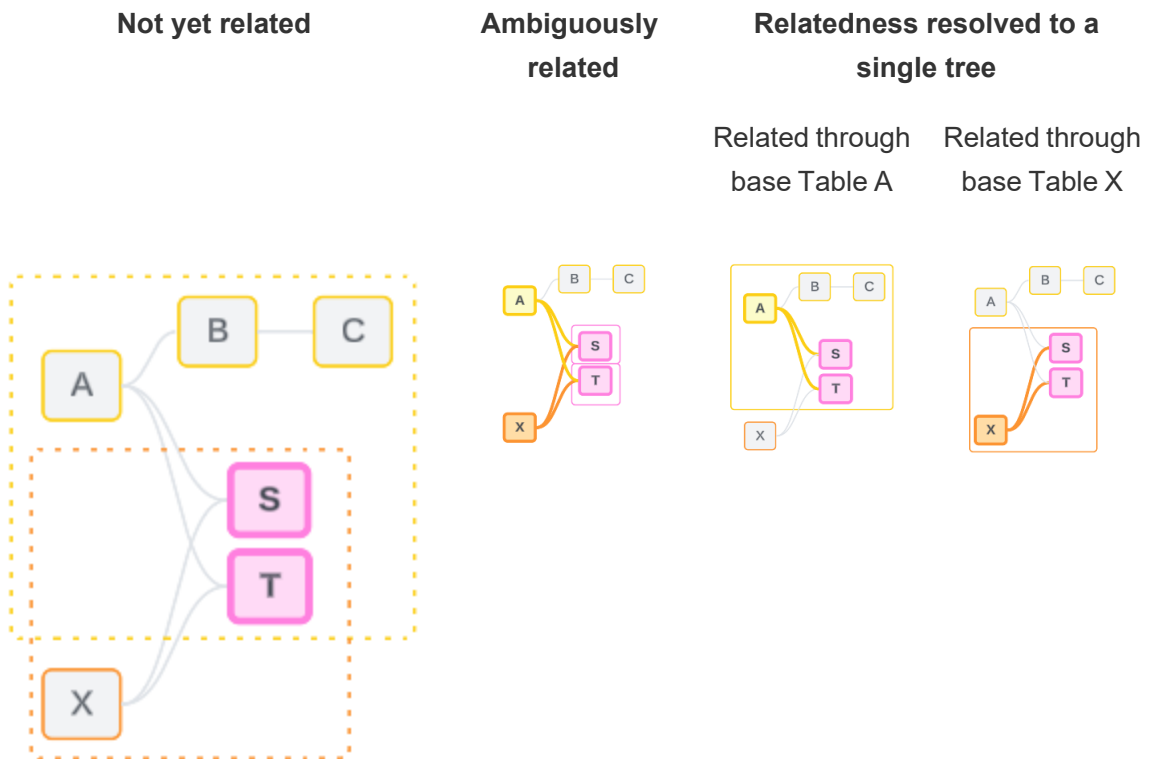 Not yet related
Ambiguously
related
Relatedness resolved to a
single tree
Related through
base Table A
Related through
base Table X
B C
A
S
T
X
B C
A
S
T
X
B C
A
S
T
X
B C
A
S
T
X